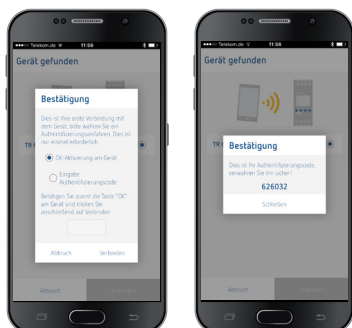 Telekom.de 11:56
Gerät gefunden
Bestätigung
Dies ist Ihre erste Verbindung mit
dem Gerät, bitte wählen Sie ein
Authentifizierungsverfahren. Dies ist
nur einmal erforderlich.
OK-Aktivierung am Gerät
Eingabe
Authentifizierungscode
Betätigen Sie zuerst die Taste "OK"
am Gerät und klicken Sie
anschließend auf Verbinden
Abbruch Verbinden
Abbruch
Telekom.de 11:56
Gerät gefunden
TR
Bestätigung
Dies ist Ihr Authentifizierungscode,
verwahren Sie ihn sicher!
626032
Schließen
Abbruch